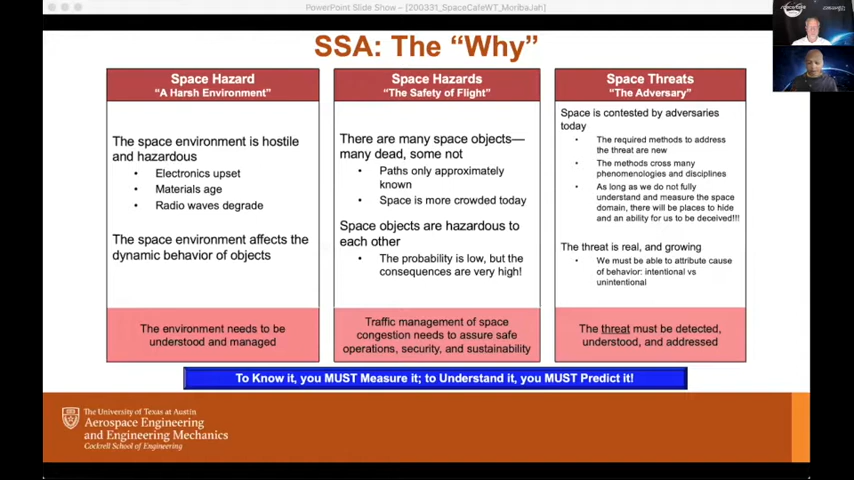 PowerPoint Slide Show – [200331_SpaceCafeWT_MoribaJah]
SSA: The “Why”
Space Hazard
“A Harsh Environment”
The space environment is hostile
and hazardous
• Electronics upset
• Materials age
• Radio waves degrade
The space environment affects the
dynamic behavior of objects
The environment needs to be
understood and managed
Space Hazards
“The Safety of Flight”
There are many space objects—
many dead, some not
• Paths only approximately
known
• Space is more crowded today
Space objects are hazardous to
each other
• The probability is low, but the
consequences are very high!
Traffic management of space
congestion needs to assure safe
operations, security, and sustainability
Space Threats
“The Adversary”
Space is contested by adversaries
today
• The required methods to address
the threat are new
• The methods cross many
phenomenologies and disciplines
• As long as we do not fully
understand and measure the space
domain, there will be places to hide
and an ability for us to be deceived!!!
The threat is real, and growing
• We must be able to attribute cause
of behavior: intentional vs
unintentional
The threat must be detected,
understood, and addressed
To Know it, you MUST Measure it; to Understand it, you MUST Predict it!
The University of Texas at Austin
Aerospace Engineering
and Engineering Mechanics
Cockrell School of Engineering